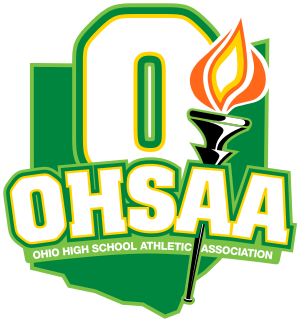 O
OHSAA
OHIO HIGH SCHOOL ATHLETIC ASSOCIATION